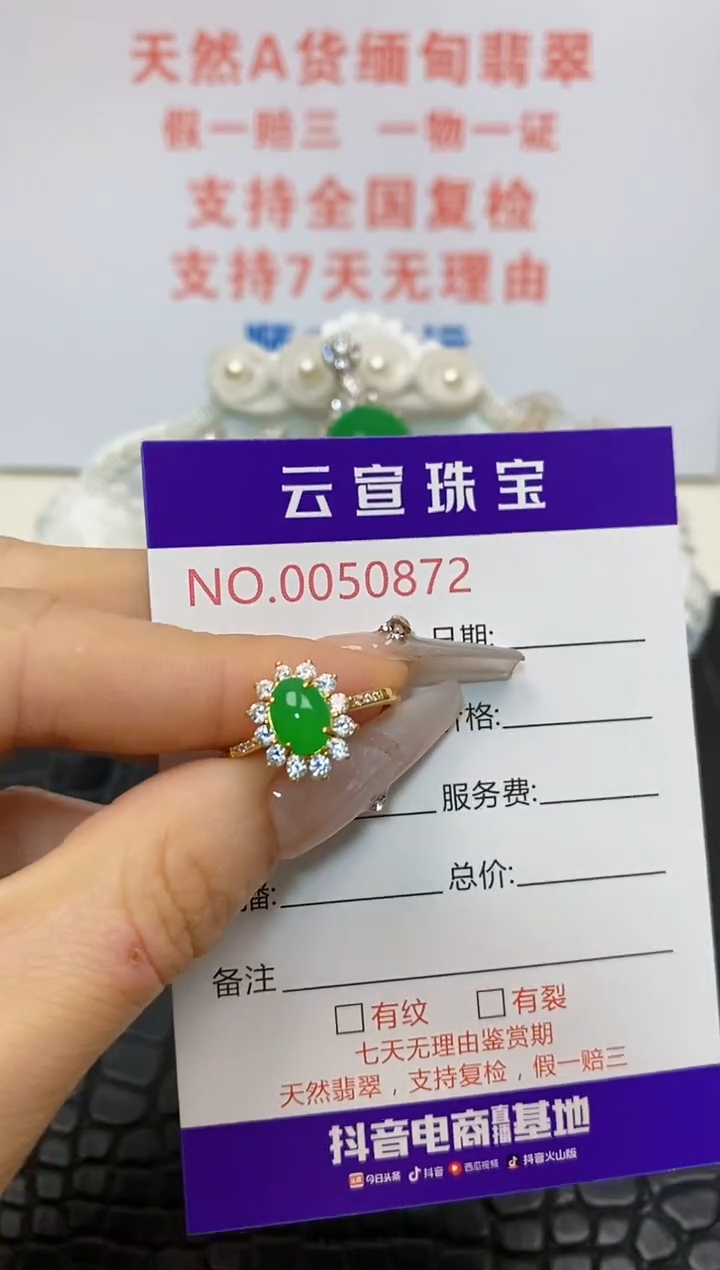 天然A货缅甸翡翠
假一赔三 一物一证
支持全国复检
支持7天无理由
云宣珠宝
NO.0050872
日期:
价格:
服务费:
播:
总价:
备注
有纹 有裂
七天无理由鉴赏期
天然翡翠，支持复检，假一赔三
抖音电商直播基地
今日头条 抖音 西瓜视频 抖音火山版